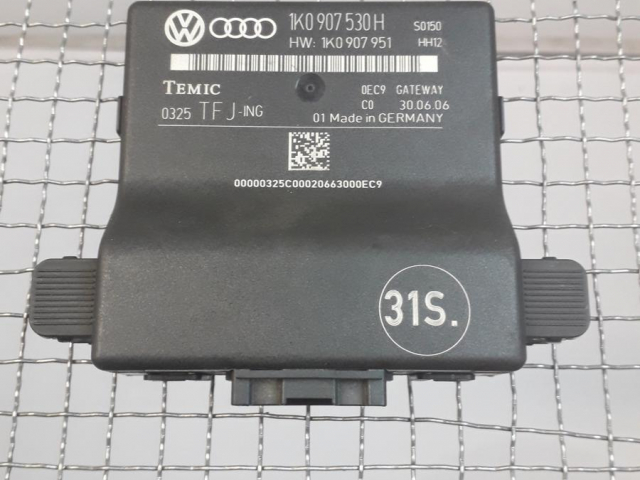 1K0 907 530 H S0150
HW: 1K0 907 951 HH12
TEMIC 0EC9 GATEWAY
C0 30.06.06
0325 TFJ-ING 01 Made in GERMANY
00000325C00020663000EC9
31S.